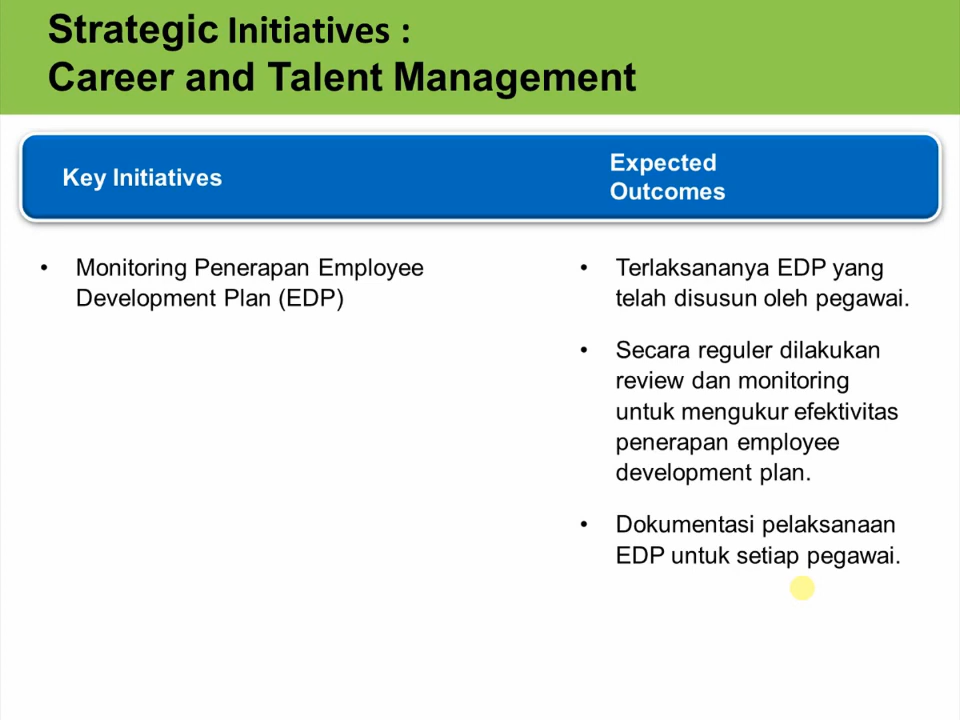 Strategic Initiatives :
Career and Talent Management
Key Initiatives
Expected
Outcomes
• Monitoring Penerapan Employee
Development Plan (EDP)
• Terlaksananya EDP yang
telah disusun oleh pegawai.
• Secara reguler dilakukan
review dan monitoring
untuk mengukur efektivitas
penerapan employee
development plan.
• Dokumentasi pelaksanaan
EDP untuk setiap pegawai.